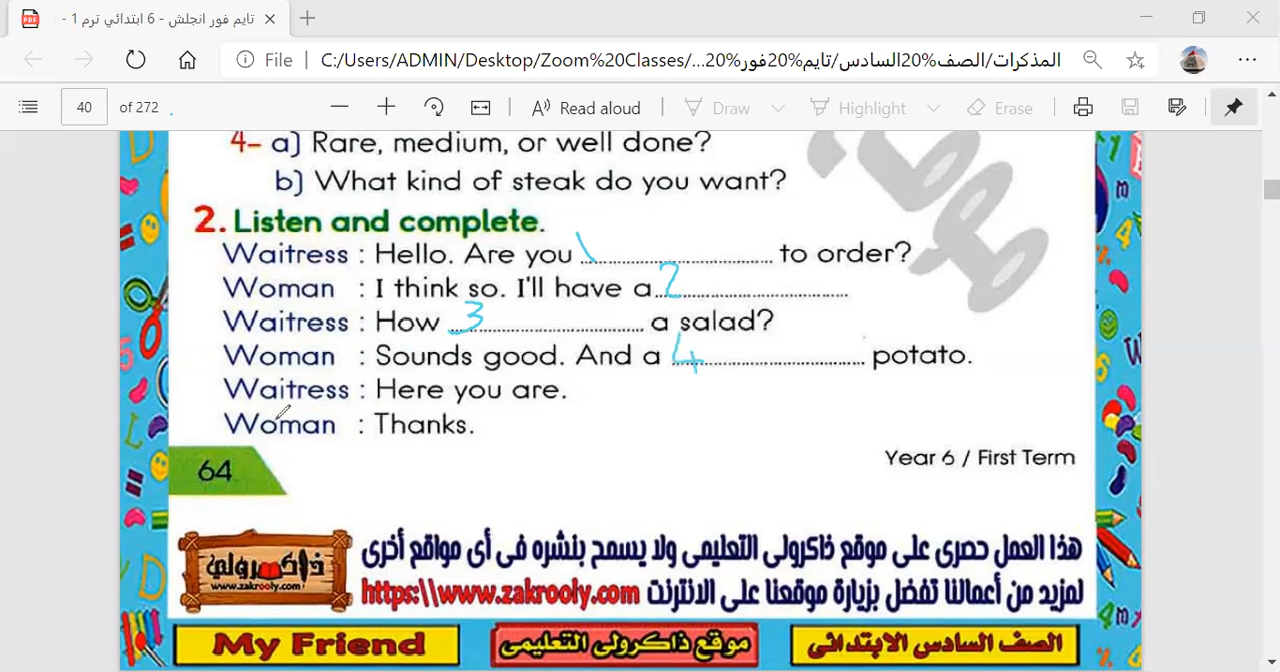 تايم فور انجلش - 6 ابتدائي ترم 1 -
File | C:/Users/ADMIN/Desktop/Zoom%20Classes/المذكرات/الصف%20السادس/تايم%20فور%20...
40 of 272
Read aloud
Draw
Highlight
Erase
4- a) Rare, medium, or well done?
b) What kind of steak do you want?
2. Listen and complete.
Waitress : Hello. Are you 1.............................. to order?
Woman : I think so. I'll have a..2..............................
Waitress : How ..3.............................. a salad?
Woman : Sounds good. And a 4.............................. potato.
Waitress : Here you are.
Woman : Thanks.
64
Year 6 / First Term
ذاكرولي
www.zakrooly.com
هذا العمل حصرى على موقع ذاكرولى التعليمى ولا يسمح بنشره فى أى مواقع أخرى
لمزيد من أعمالنا تفضل بزيارة موقعنا على الانترنت https:\\www.zakrooly.com
My Friend
موقع ذاكرولى التعليمى
الصف السادس الابتدائى